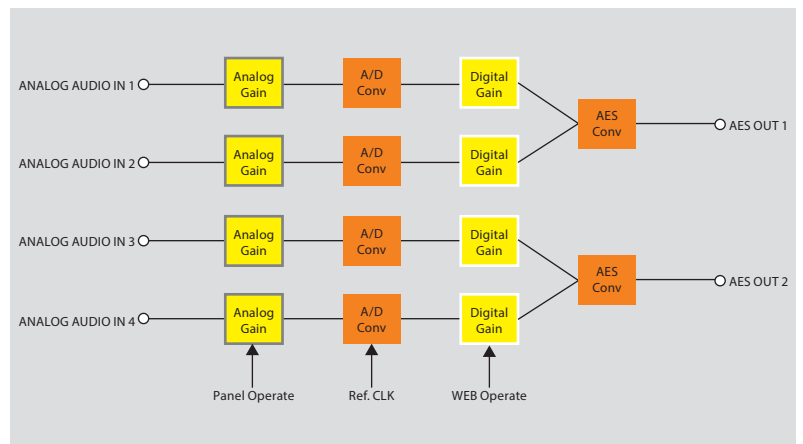 ANALOG AUDIO IN 1
Analog
Gain
A/D
Conv
Digital
Gain
AES
Conv
AES OUT 1
ANALOG AUDIO IN 2
Analog
Gain
A/D
Conv
Digital
Gain
ANALOG AUDIO IN 3
Analog
Gain
A/D
Conv
Digital
Gain
AES
Conv
AES OUT 2
ANALOG AUDIO IN 4
Analog
Gain
A/D
Conv
Digital
Gain
Panel Operate
Ref. CLK
WEB Operate